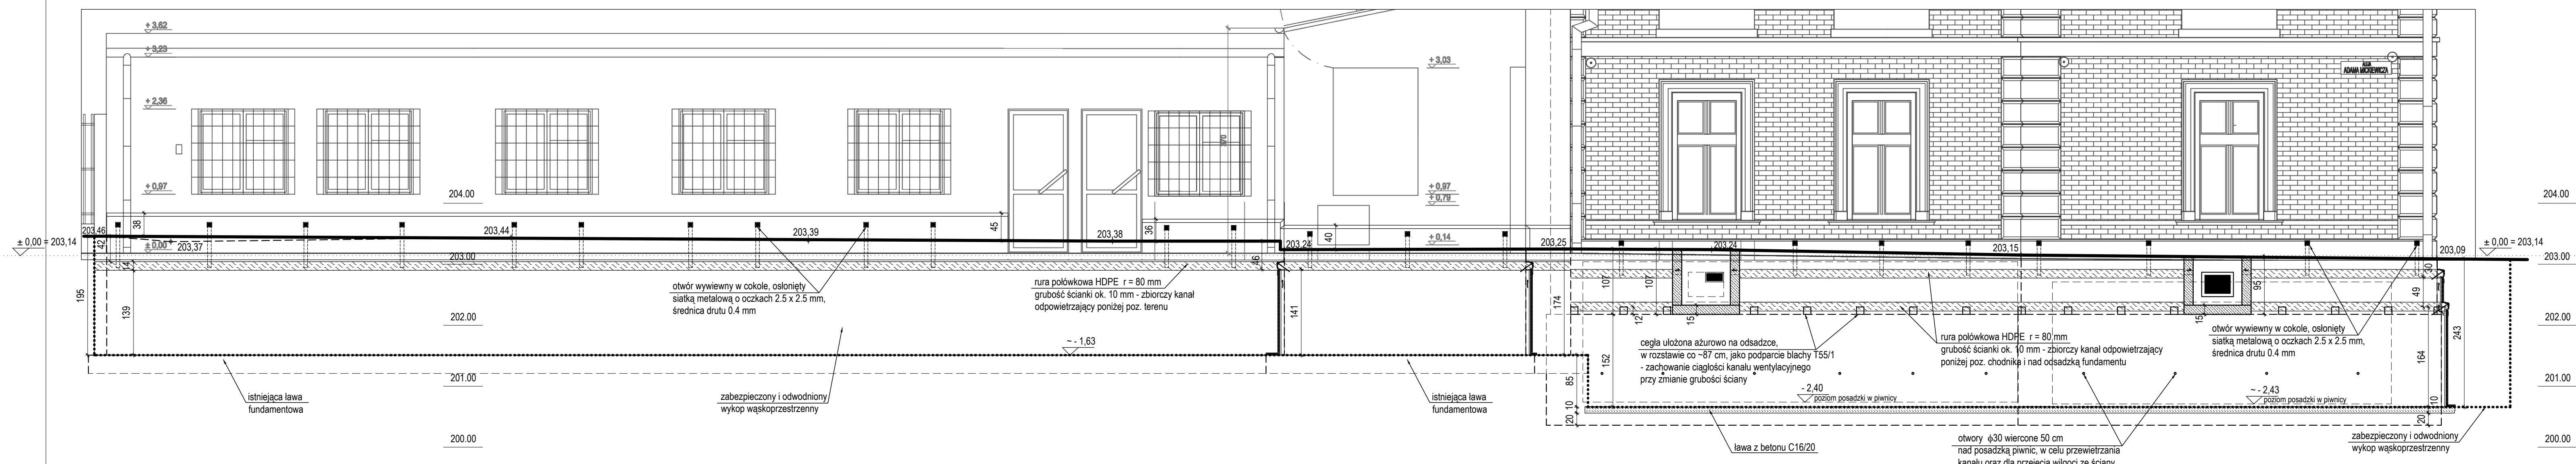 + 3,62
+ 3,23
+ 2,36
+ 0,97
± 0,00
± 0,00 = 203,14
203,46
42
38
203,37
204.00
203,44
203.00
45
203,39
203,38
36
370
46
203,24
40
+ 3,03
+ 0,97
+ 0,79
+ 0,14
203,25
ALEJA
ADAMA MICKIEWICZA
203,24
203,15
203,09
± 0,00 = 203,14
204.00
203.00
14
195
139
otwór wywiewny w cokole, osłonięty
siatką metalową o oczkach 2.5 x 2.5 mm,
średnica drutu 0.4 mm
rura połówkowa HDPE r = 80 mm
grubość ścianki ok. 10 mm - zbiorczy kanał
odpowietrzający poniżej poz. terenu
202.00
~ - 1,63
141
174
107
107
12
15
152
85
10
20
cegła ułożona ażurowo na odsadzce,
w rozstawie co ~87 cm, jako podparcie blachy T55/1
- zachowanie ciągłości kanału wentylacyjnego
przy zmianie grubości ściany
rura połówkowa HDPE r = 80 mm
grubość ścianki ok. 10 mm - zbiorczy kanał odpowietrzający
poniżej poz. chodnika i nad odsadzką fundamentu
15
95
30
49
otwór wywiewny w cokole, osłonięty
siatką metalową o oczkach 2.5 x 2.5 mm,
średnica drutu 0.4 mm
164
243
202.00
201.00
istniejąca ława
fundamentowa
zabezpieczony i odwodniony
wykop wąskoprzestrzenny
istniejąca ława
fundamentowa
- 2,40
poziom posadzki w piwnicy
~ - 2,43
poziom posadzki w piwnicy
10
20
201.00
200.00
ława z betonu C16/20
otwory ϕ30 wiercone 50 cm
nad posadzką piwnic, w celu przewietrzania
kanału oraz dla przejęcia wilgoci ze ściany
zabezpieczony i odwodniony
wykop wąskoprzestrzenny
200.00